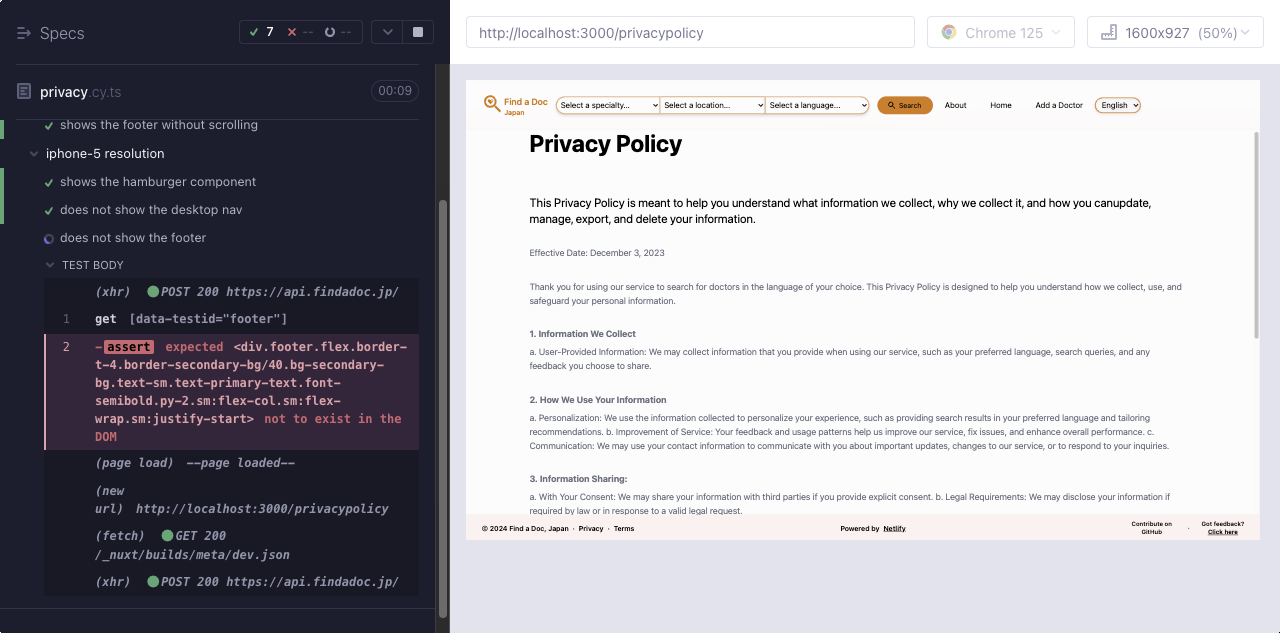 Specs
7
--
--
privacy.cy.ts
00:09
shows the footer without scrolling
iphone-5 resolution
shows the hamburger component
does not show the desktop nav
does not show the footer
TEST BODY
(xhr) POST 200 https://api.findadoc.jp/
1 get [data-testid="footer"]
2 -assert expected <div.footer.flex.border-
t-4.border-secondary-bg/40.bg-secondary-
bg.text-sm.text-primary-text.font-
semibold.py-2.sm:flex-col.sm:flex-
wrap.sm:justify-start> not to exist in the
DOM
(page load) --page loaded--
(new
url) http://localhost:3000/privacypolicy
(fetch) GET 200
/_nuxt/builds/meta/dev.json
(xhr) POST 200 https://api.findadoc.jp/
http://localhost:3000/privacypolicy
Chrome 125
1600x927 (50%)
Find a Doc
Japan
Select a specialty...
Select a location...
Select a language...
Search
About
Home
Add a Doctor
English
Privacy Policy
This Privacy Policy is meant to help you understand what information we collect, why we collect it, and how you canupdate,
manage, export, and delete your information.
Effective Date: December 3, 2023
Thank you for using our service to search for doctors in the language of your choice. This Privacy Policy is designed to help you understand how we collect, use, and
safeguard your personal information.
1. Information We Collect
a. User-Provided Information: We may collect information that you provide when using our service, such as your preferred language, search queries, and any
feedback you choose to share.
2. How We Use Your Information
a. Personalization: We use the information collected to personalize your experience, such as providing search results in your preferred language and tailoring
recommendations. b. Improvement of Service: Your feedback and usage patterns help us improve our service, fix issues, and enhance overall performance. c.
Communication: We may use your contact information to communicate with you about important updates, changes to our service, or to respond to your inquiries.
3. Information Sharing:
a. With Your Consent: We may share your information with third parties if you provide explicit consent. b. Legal Requirements: We may disclose your information if
required by law or in response to a valid legal request.
© 2024 Find a Doc, Japan · Privacy · Terms
Powered by Netlify
Contribute on
GitHub
·
Got feedback?
Click here